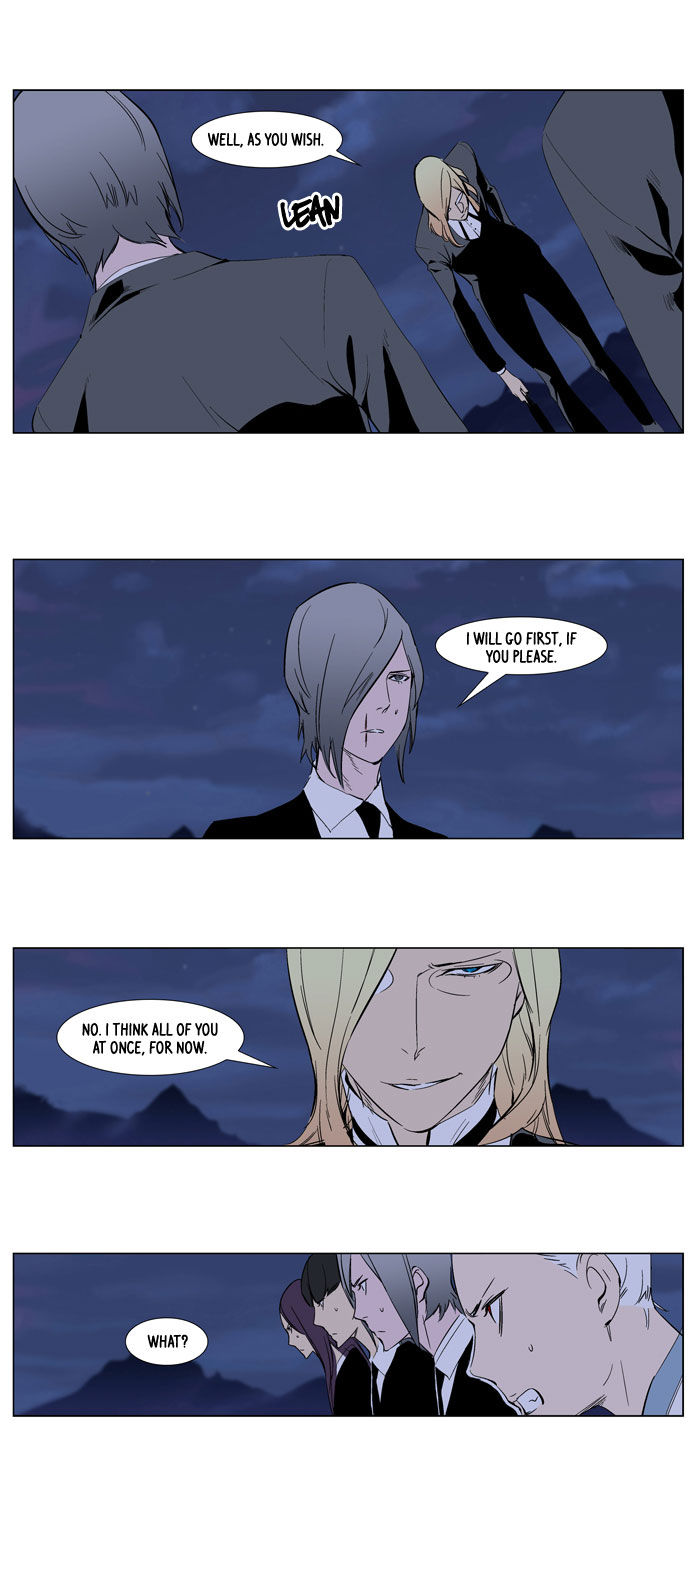 WELL, AS YOU WISH.
LEAN
I WILL GO FIRST, IF
YOU PLEASE.
NO. I THINK ALL OF YOU
AT ONCE, FOR NOW.
WHAT?